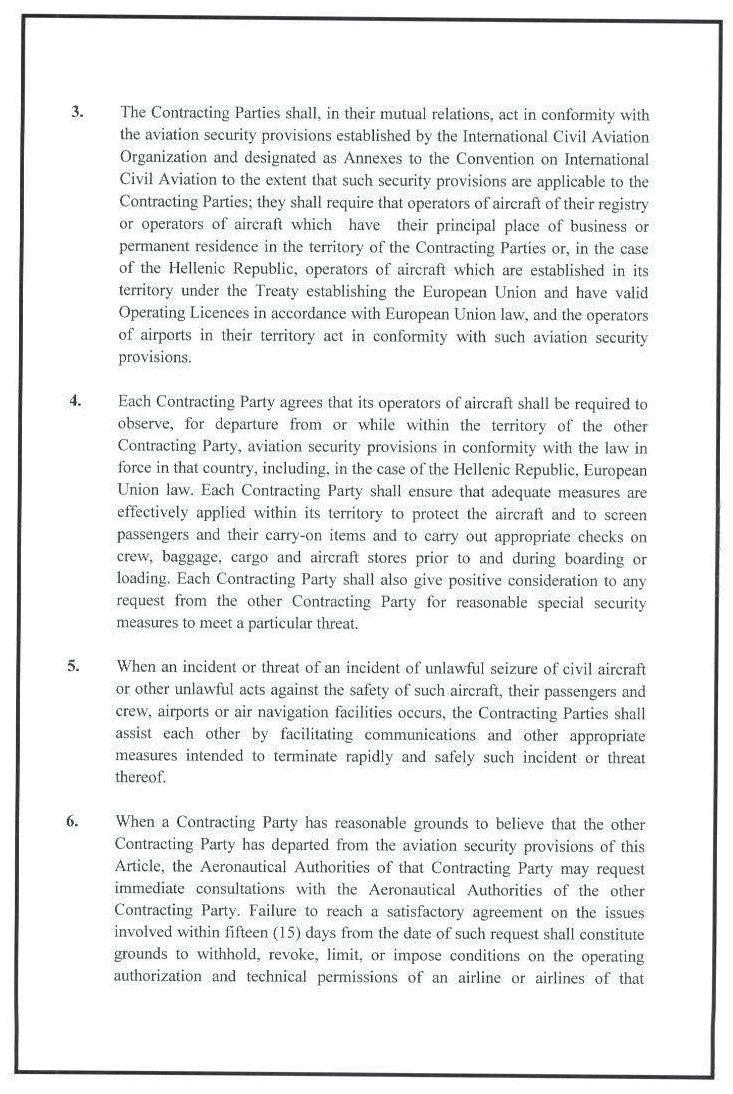 3. The Contracting Parties shall, in their mutual relations, act in conformity with
the aviation security provisions established by the International Civil Aviation
Organization and designated as Annexes to the Convention on International
Civil Aviation to the extent that such security provisions are applicable to the
Contracting Parties; they shall require that operators of aircraft of their registry
or operators of aircraft which have their principal place of business or
permanent residence in the territory of the Contracting Parties or, in the case
of the Hellenic Republic, operators of aircraft which are established in its
territory under the Treaty establishing the European Union and have valid
Operating Licences in accordance with European Union law, and the operators
of airports in their territory act in conformity with such aviation security
provisions.
4. Each Contracting Party agrees that its operators of aircraft shall be required to
observe, for departure from or while within the territory of the other
Contracting Party, aviation security provisions in conformity with the law in
force in that country, including, in the case of the Hellenic Republic, European
Union law. Each Contracting Party shall ensure that adequate measures are
effectively applied within its territory to protect the aircraft and to screen
passengers and their carry-on items and to carry out appropriate checks on
crew, baggage, cargo and aircraft stores prior to and during boarding or
loading. Each Contracting Party shall also give positive consideration to any
request from the other Contracting Party for reasonable special security
measures to meet a particular threat.
5. When an incident or threat of an incident of unlawful seizure of civil aircraft
or other unlawful acts against the safety of such aircraft, their passengers and
crew, airports or air navigation facilities occurs, the Contracting Parties shall
assist each other by facilitating communications and other appropriate
measures intended to terminate rapidly and safely such incident or threat
thereof.
6. When a Contracting Party has reasonable grounds to believe that the other
Contracting Party has departed from the aviation security provisions of this
Article, the Aeronautical Authorities of that Contracting Party may request
immediate consultations with the Aeronautical Authorities of the other
Contracting Party. Failure to reach a satisfactory agreement on the issues
involved within fifteen (15) days from the date of such request shall constitute
grounds to withhold, revoke, limit, or impose conditions on the operating
authorization and technical permissions of an airline or airlines of that